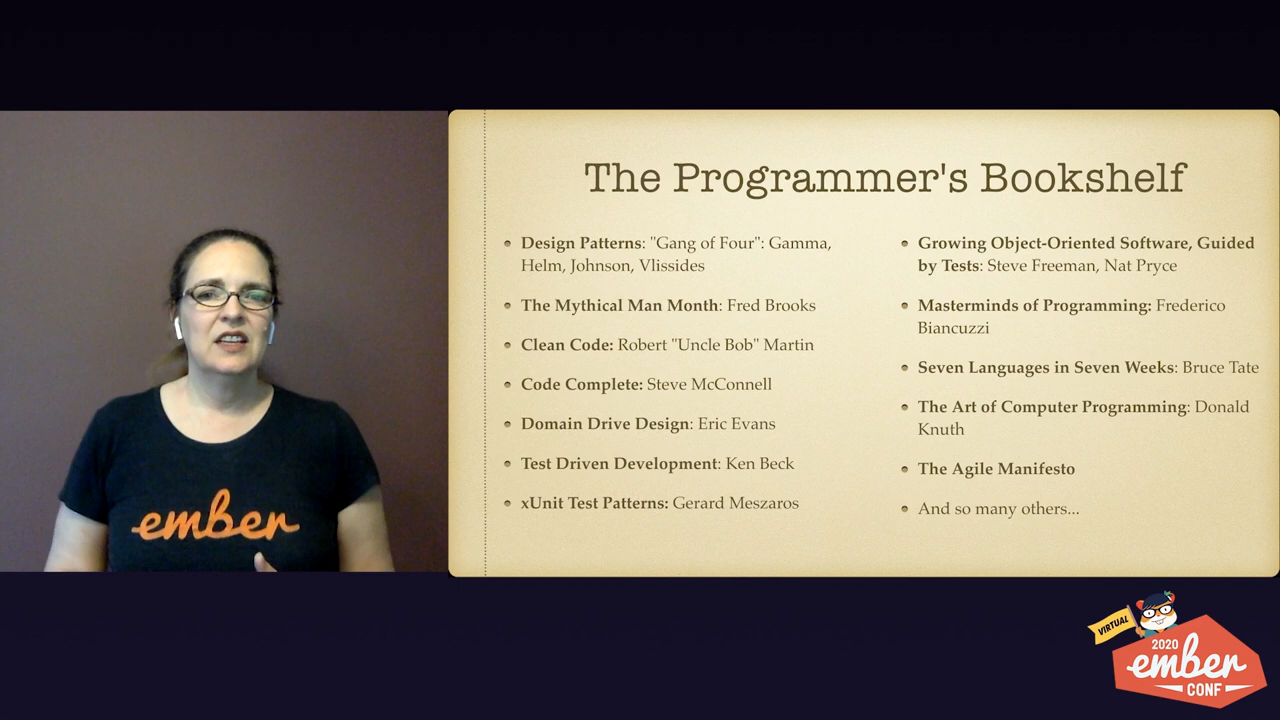 The Programmer's Bookshelf
Design Patterns: "Gang of Four": Gamma,
Helm, Johnson, Vlissides
The Mythical Man Month: Fred Brooks
Clean Code: Robert "Uncle Bob" Martin
Code Complete: Steve McConnell
Domain Drive Design: Eric Evans
Test Driven Development: Ken Beck
xUnit Test Patterns: Gerard Meszaros
Growing Object-Oriented Software, Guided
by Tests: Steve Freeman, Nat Pryce
Masterminds of Programming: Frederico
Biancuzzi
Seven Languages in Seven Weeks: Bruce Tate
The Art of Computer Programming: Donald
Knuth
The Agile Manifesto
And so many others...
ember
VIRTUAL
2020
ember
CONF